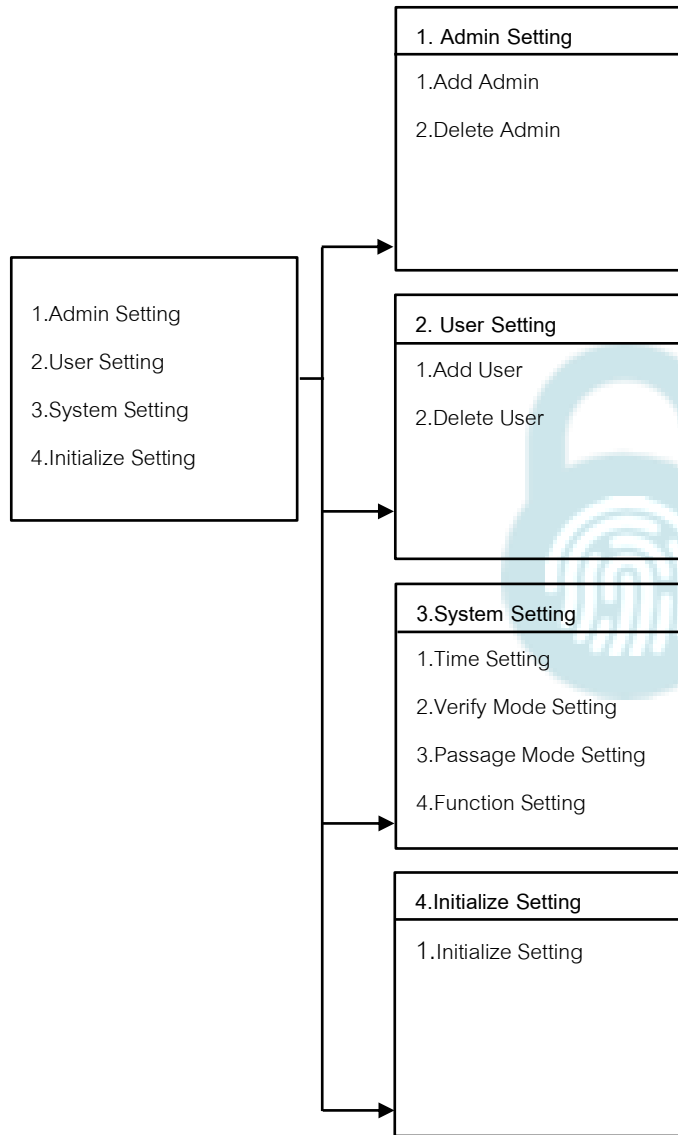 1.Admin Setting
2.User Setting
3.System Setting
4.Initialize Setting
1. Admin Setting
1.Add Admin
2.Delete Admin
2. User Setting
1.Add User
2.Delete User
3.System Setting
1.Time Setting
2.Verify Mode Setting
3.Passage Mode Setting
4.Function Setting
4.Initialize Setting
1.Initialize Setting